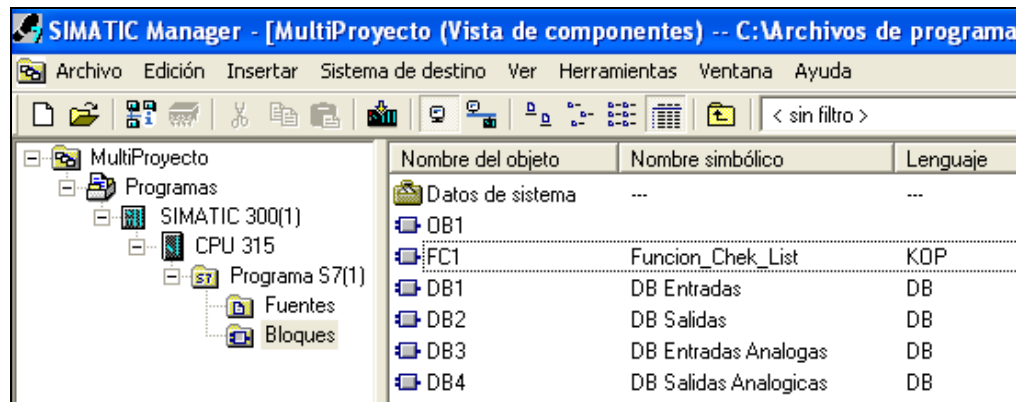 SIMATIC Manager - [MultiProyecto (Vista de componentes) -- C:\Archivos de programa
Archivo Edición Insertar Sistema de destino Ver Herramientas Ventana Ayuda
< sin filtro >
MultiProyecto
Programas
SIMATIC 300(1)
CPU 315
S7 Programa S7(1)
Fuentes
Bloques
Nombre del objeto Nombre simbólico Lenguaje
Datos de sistema --- ---
OB1
FC1 Funcion_Chek_List KOP
DB1 DB Entradas DB
DB2 DB Salidas DB
DB3 DB Entradas Analogas DB
DB4 DB Salidas Analogicas DB